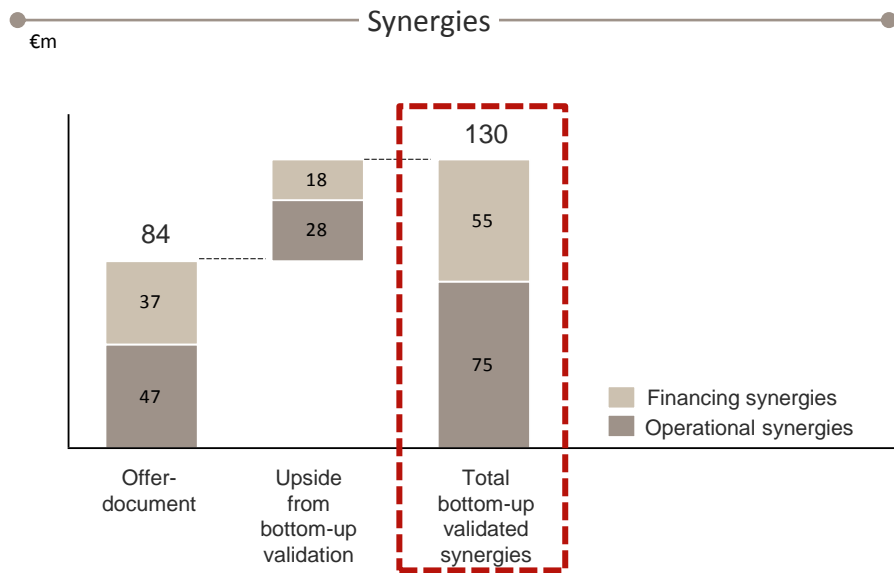 Synergies
€m
130
18
28
55
84
37
47
75
Financing synergies
Operational synergies
Offer-
document
Upside
from
bottom-up
validation
Total
bottom-up
validated
synergies